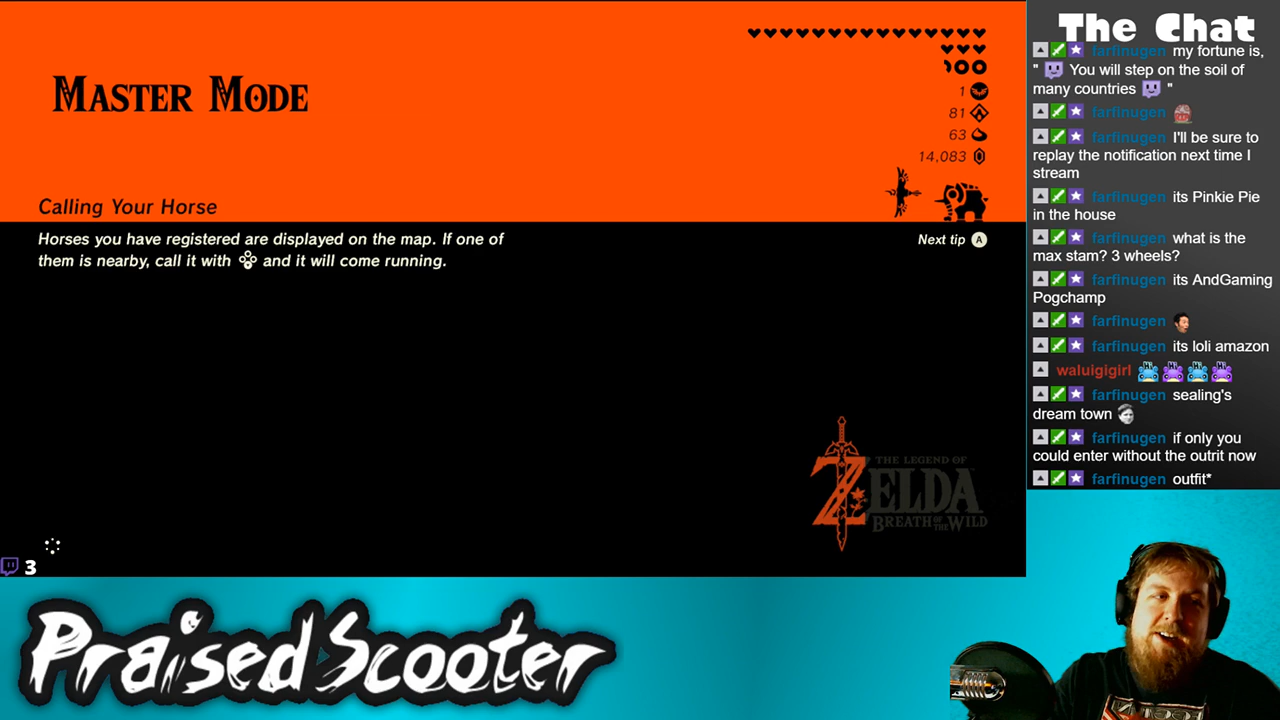 Master Mode
1
81
63
14,083
Calling Your Horse
Horses you have registered are displayed on the map. If one of
them is nearby, call it with and it will come running.
Next tip A
THE LEGEND OF
ZELDA
BREATH OF THE WILD
3
PraisedScooter
The Chat
farfinugen my fortune is,
" You will step on the soil of
many countries "
farfinugen
farfinugen I'll be sure to
replay the notification next time I
stream
farfinugen its Pinkie Pie
in the house
farfinugen what is the
max stam? 3 wheels?
farfinugen its AndGaming
Pogchamp
farfinugen
farfinugen its loli amazon
waluigigirl Hi Hi Hi Hi
farfinugen sealing's
dream town
farfinugen if only you
could enter without the outrit now
farfinugen outfit*